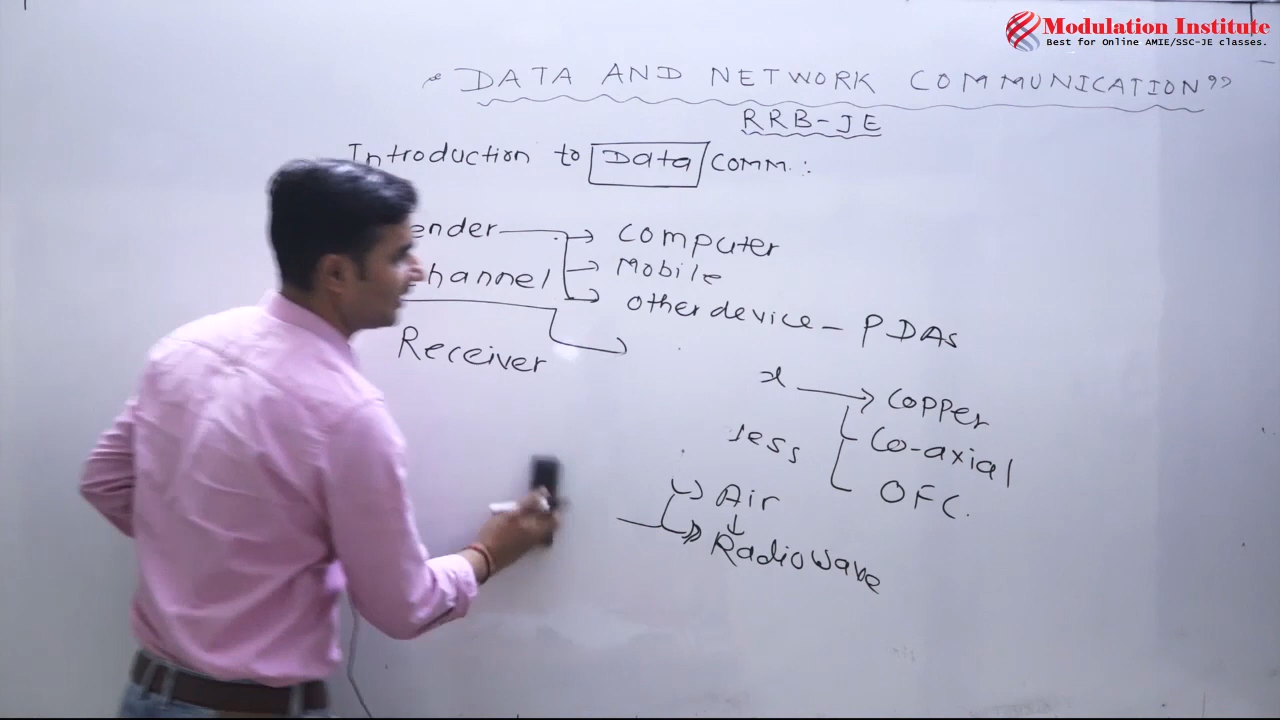 Modulation Institute
Best for Online AMIE/SSC-JE classes.
"DATA AND NETWORK COMMUNICATION"
RRB-JE
Introduction to Data Comm.:
ender Computer
hannel Mobile
Other device - PDAs
Receiver
Copper
less Co-axial
OFC.
Air
Radiowave